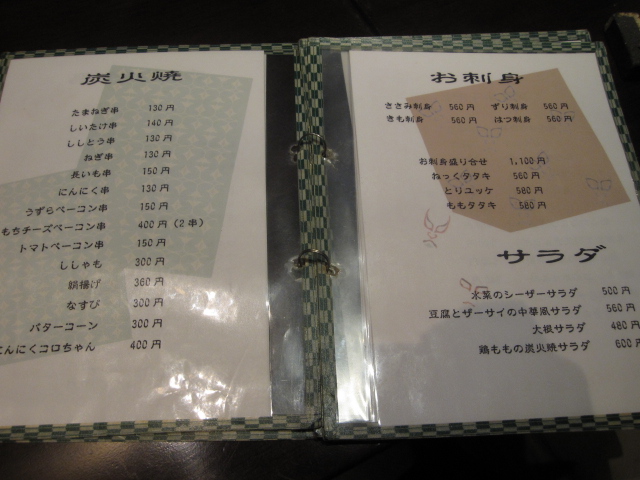 炭火焼
たまねぎ串 130円
しいたけ串 140円
ししとう串 130円
ねぎ串 130円
長いも串 150円
にんにく串 130円
うずらベーコン串 150円
もちチーズベーコン串 400円(2串)
トマトベーコン串 150円
ししゃも 300円
絹揚げ 360円
なすび 300円
バターコーン 300円
にんにくコロちゃん 400円
お刺身
ささみ刺身 560円 ずり刺身 560円
きも刺身 560円 はつ刺身 560円
お刺身盛り合せ 1,100円
ねっくタタキ 560円
とりユッケ 580円
ももタタキ 580円
サラダ
水菜のシーザーサラダ 500円
豆腐とザーサイの中華風サラダ 560円
大根サラダ 480円
鶏ももの炭火焼サラダ 600円